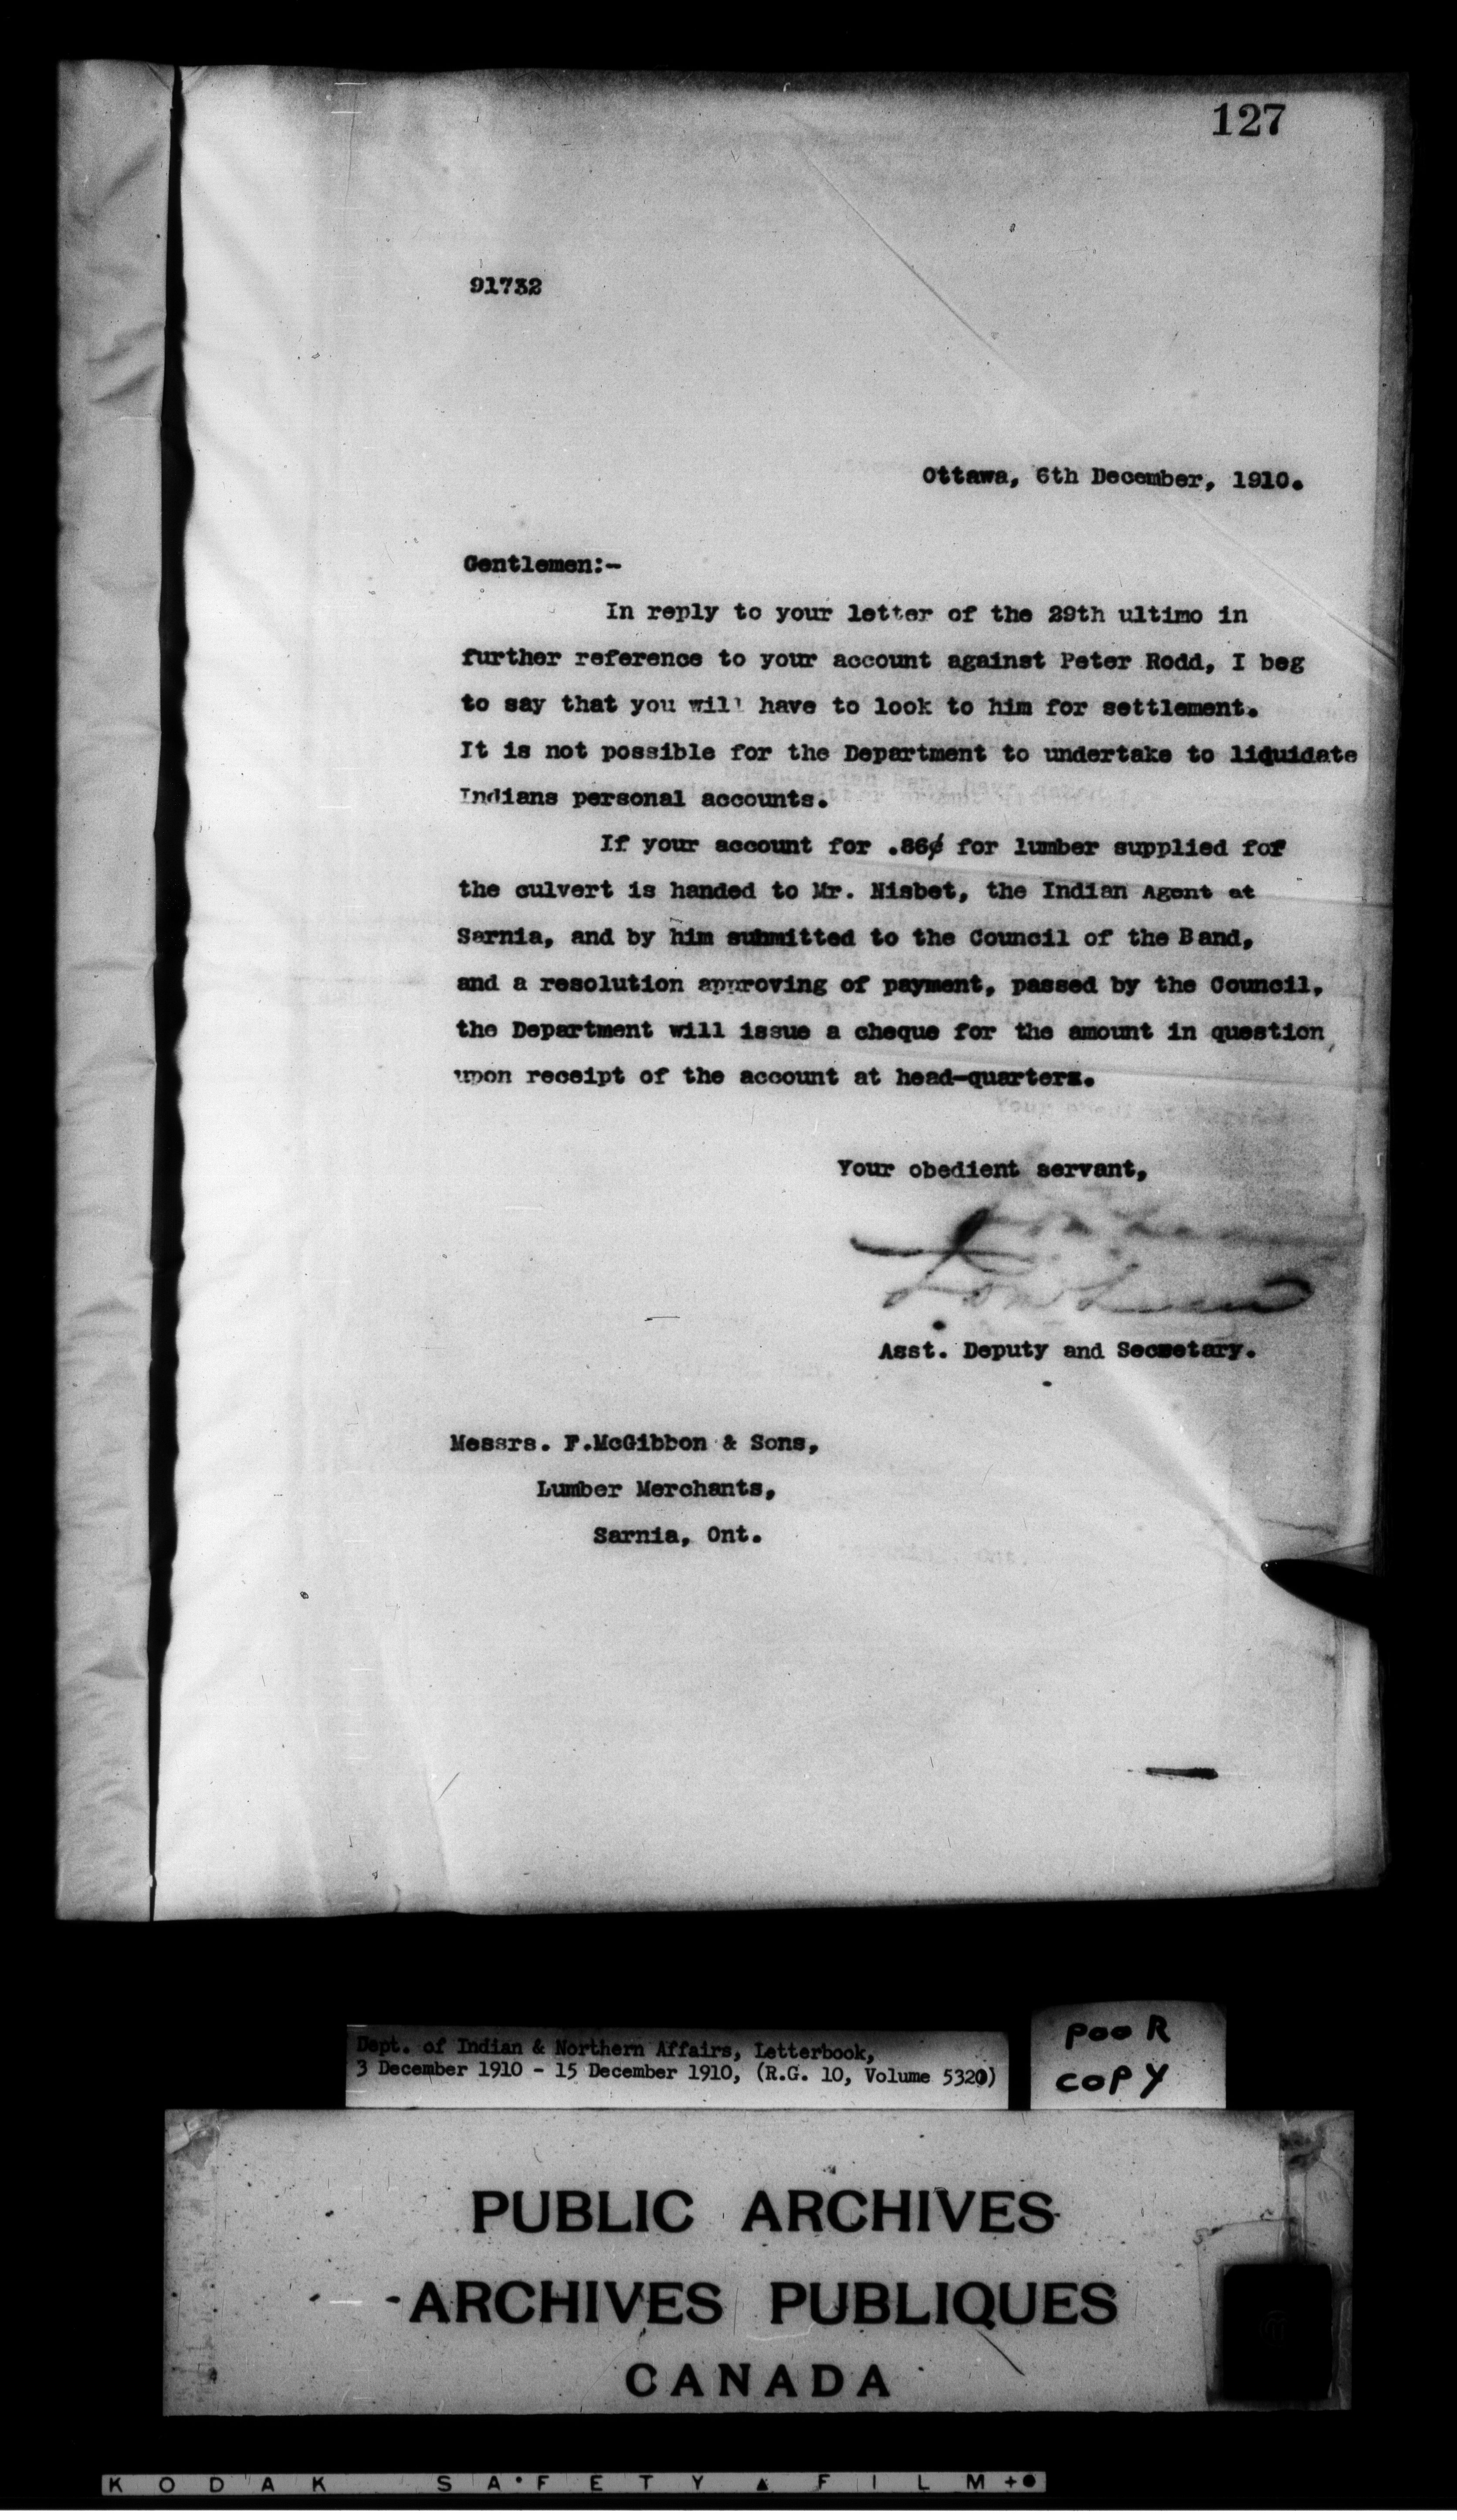 127
91732
Ottawa, 6th December, 1910.
Gentlemen:-
In reply to your letter of the 29th ultimo in
further reference to your account against Peter Rodd, I beg
to say that you will have to look to him for settlement.
It is not possible for the Department to undertake to liquidate
Indians personal accounts.
If your account for .86¢ for lumber supplied for
the culvert is handed to Mr. Nisbet, the Indian Agent at
Sarnia, and by him submitted to the Council of the Band,
and a resolution approving of payment, passed by the Council,
the Department will issue a cheque for the amount in question,
upon receipt of the account at head-quarters.
Your obedient servant,
Asst. Deputy and Secretary.
Messrs. F.McGibbon & Sons,
Lumber Merchants,
Sarnia, Ont.
Dept. of Indian & Northern Affairs, Letterbook,
3 December 1910 - 15 December 1910, (R.G. 10, Volume 5320)
POOR
COPY
PUBLIC ARCHIVES
ARCHIVES PUBLIQUES
CANADA
KODAK SAFETY FILM